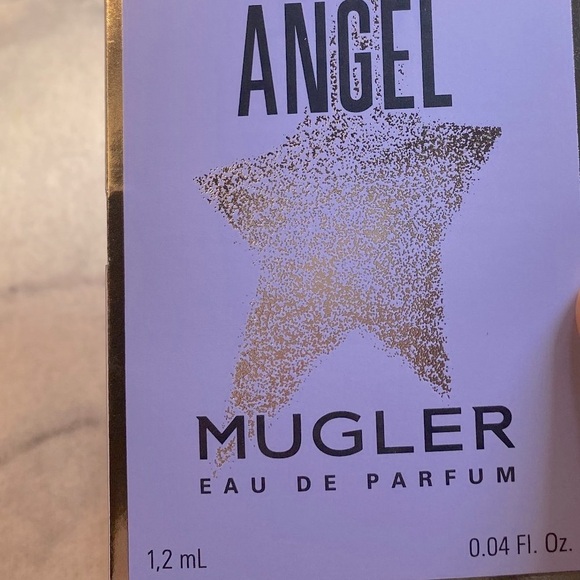 ANGEL
MUGLER
EAU DE PARFUM
1,2 mL 0.04 Fl. Oz.